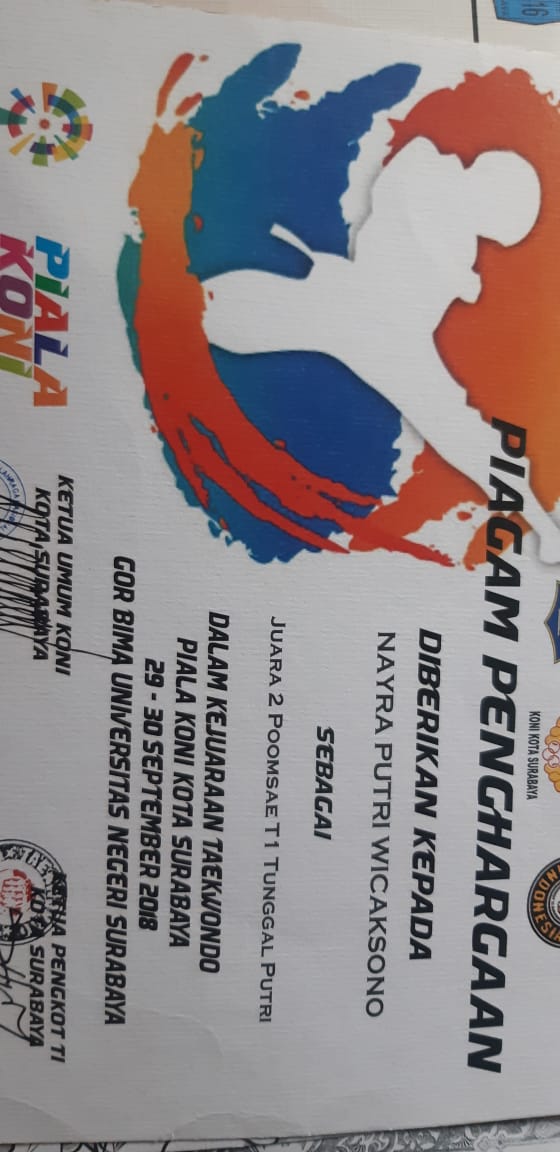 16
KONI KOTA SURABAYA
INDONESIA
PIAGAM PENGHARGAAN
DIBERIKAN KEPADA
NAYRA PUTRI WICAKSONO
SEBAGAI
JUARA 2 POOMSAE T1 TUNGGAL PUTRI
DALAM KEJUARAAN TAEKWONDO
PIALA KONI KOTA SURABAYA
29 - 30 SEPTEMBER 2018
GOR BIMA UNIVERSITAS NEGERI SURABAYA
PIALA
KONI
KETUA UMUM KONI
KOTA SURABAYA
KETUA PENGKOT TI
KOTA SURABAYA